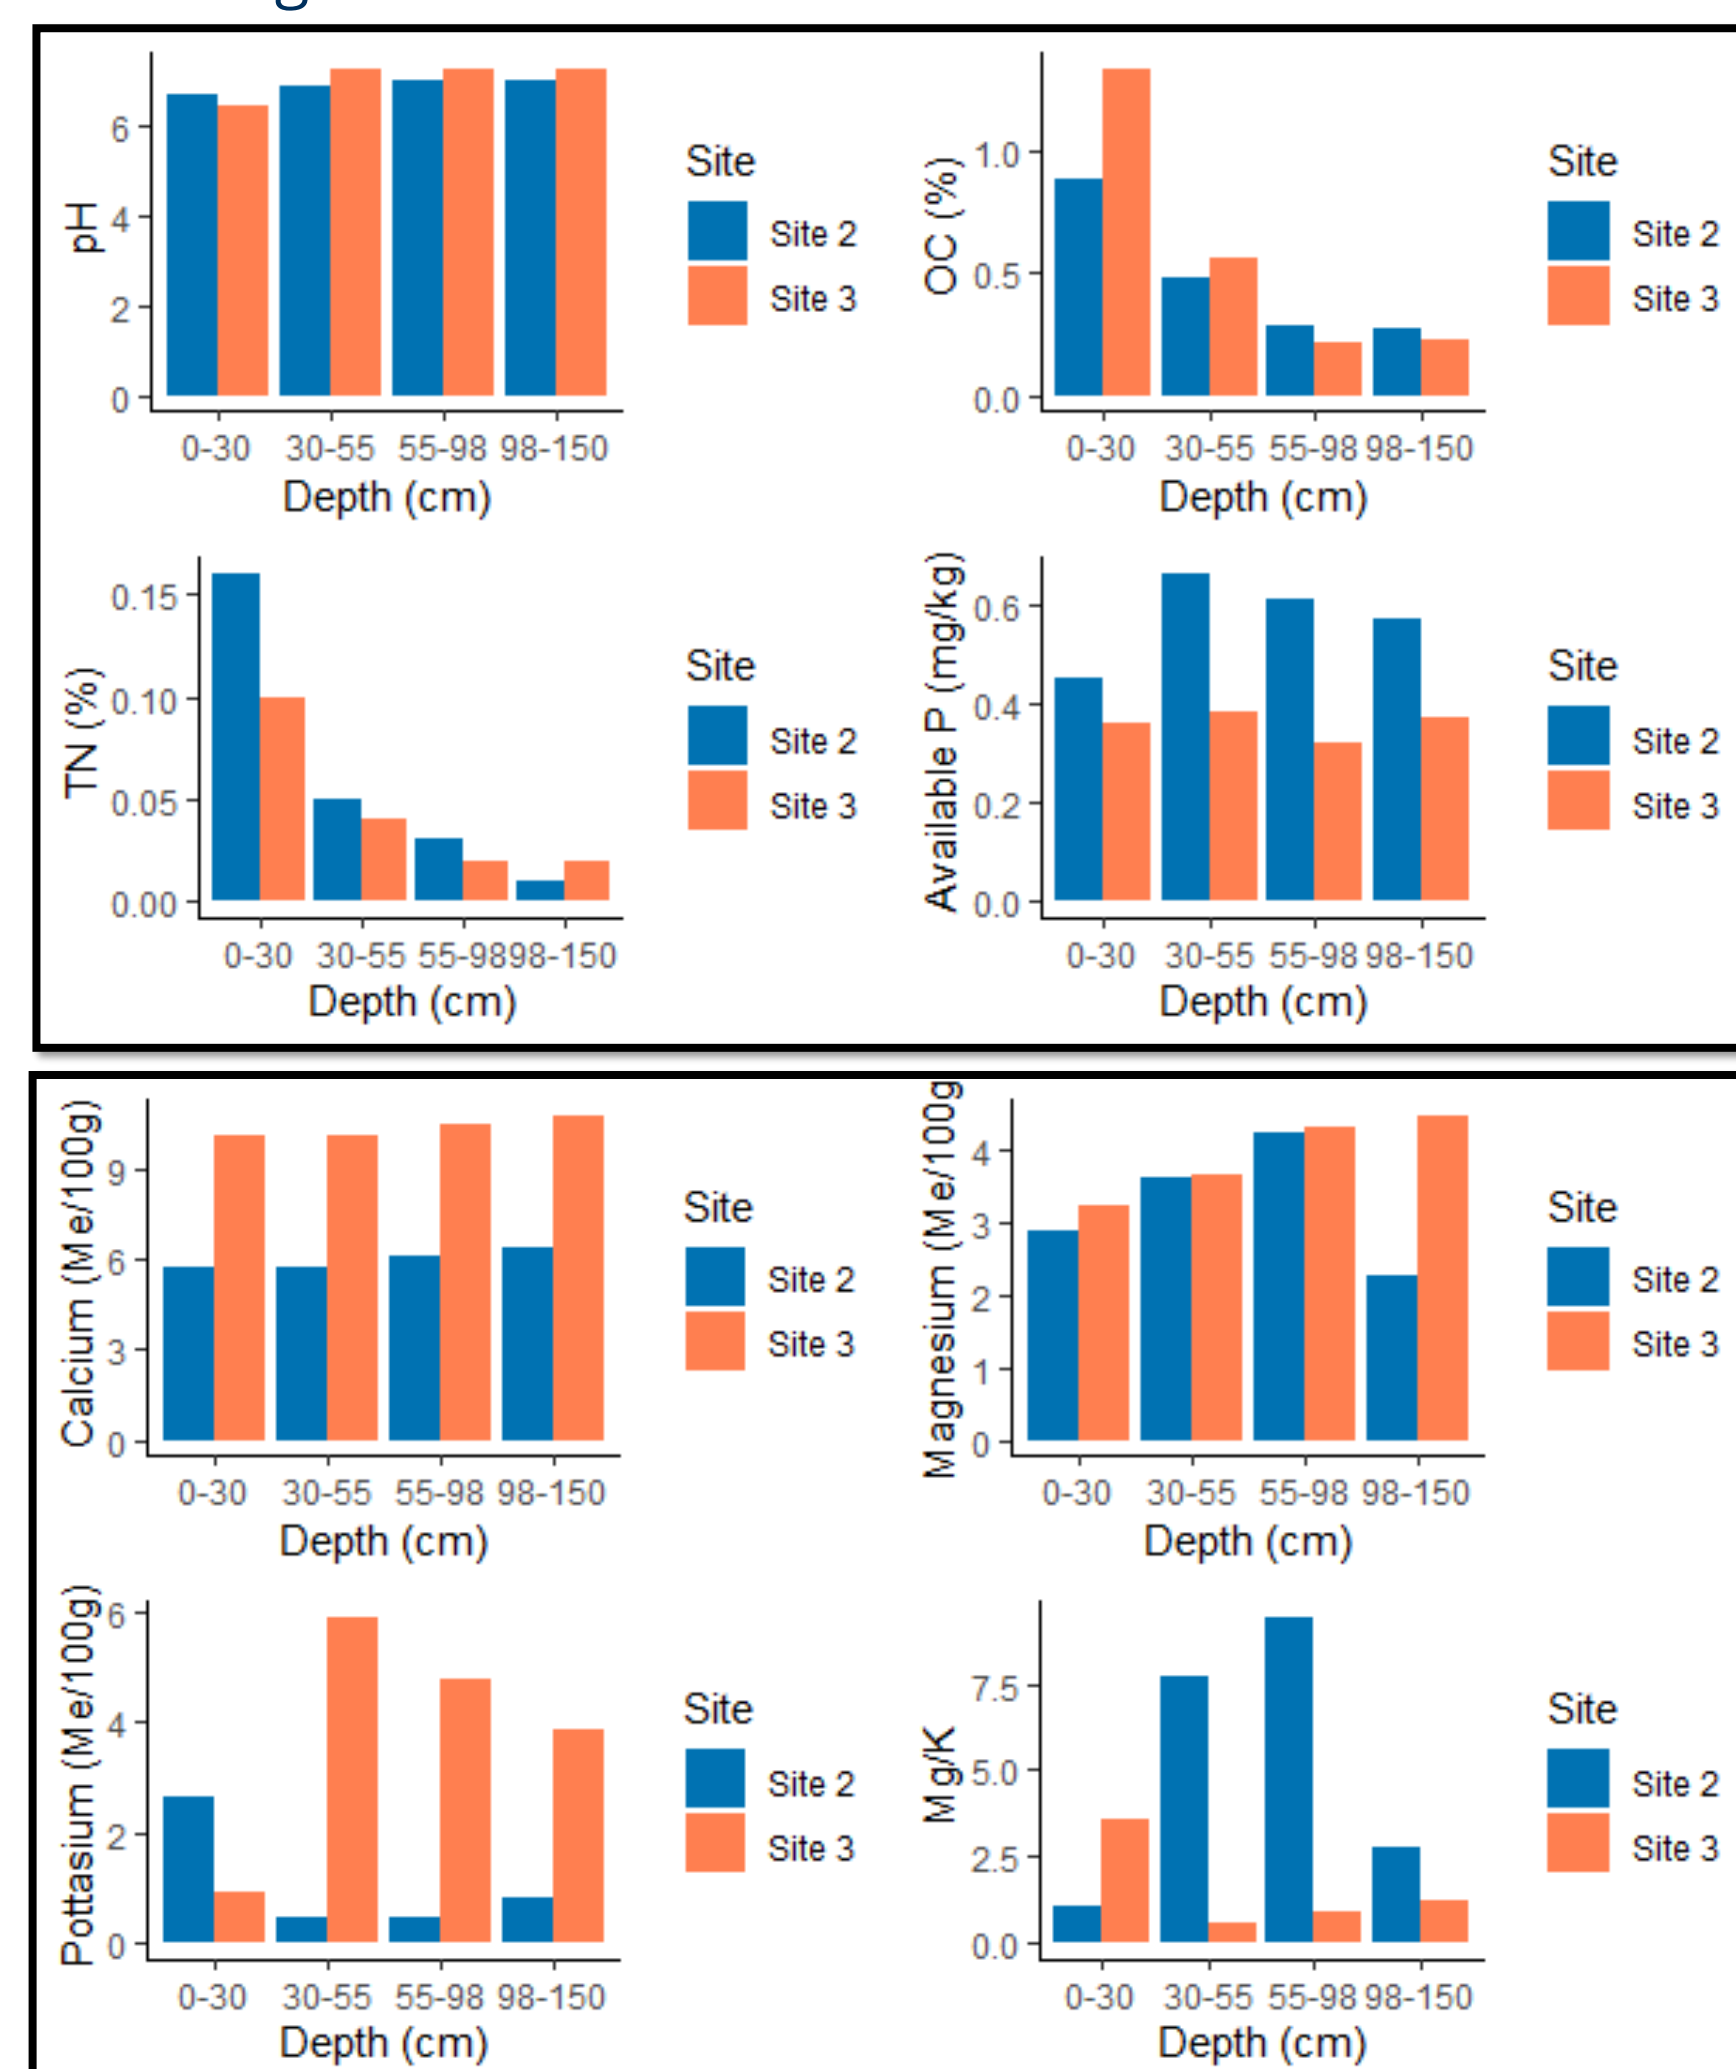 pH
6
4
2
0
0-30 30-55 55-98 98-150
Depth (cm)
Site
Site 2
Site 3
OC (%)
1.0
0.5
0.0
0-30 30-55 55-98 98-150
Depth (cm)
Site
Site 2
Site 3
TN (%)
0.15
0.10
0.05
0.00
0-30 30-55 55-98 98-150
Depth (cm)
Site
Site 2
Site 3
Available P (mg/kg)
0.6
0.4
0.2
0.0
0-30 30-55 55-98 98-150
Depth (cm)
Site
Site 2
Site 3
Calcium (Me/100g)
9
6
3
0
0-30 30-55 55-98 98-150
Depth (cm)
Site
Site 2
Site 3
Magnesium (Me/100g
4
3
2
1
0
0-30 30-55 55-98 98-150
Depth (cm)
Site
Site 2
Site 3
Pottasium (Me/100g)
6
4
2
0
0-30 30-55 55-98 98-150
Depth (cm)
Site
Site 2
Site 3
Mg/K
7.5
5.0
2.5
0.0
0-30 30-55 55-98 98-150
Depth (cm)
Site
Site 2
Site 3